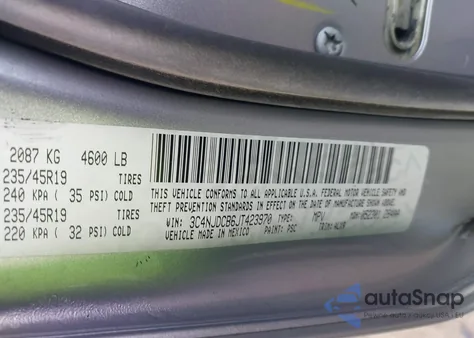 2087 KG 4600 LB
235/45R19 TIRES
240 KPA ( 35 PSI) COLD
235/45R19 TIRES
220 KPA ( 32 PSI) COLD
THIS VEHICLE CONFORMS TO ALL APPLICABLE U.S.A. FEDERAL MOTOR VEHICLE SAFETY AND
THEFT PREVENTION STANDARDS IN EFFECT ON THE DATE OF MANUFACTURE SHOWN ABOVE.
VIN: 3C4NJDCB6JT423970 TYPE: MPV
VEHICLE MADE IN MEXICO PAINT: PSC TRIM:
autoSnap